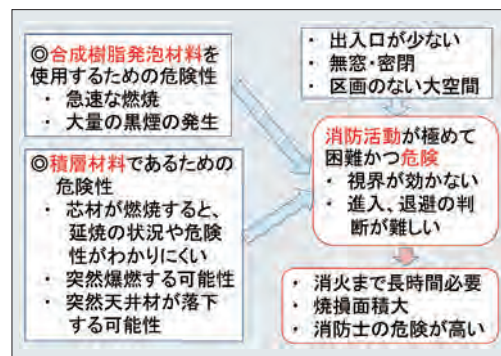 ◎合成樹脂発泡材料を
使用するための危険性
・ 急速な燃焼
・ 大量の黒煙の発生
◎積層材料であるための
危険性
・ 芯材が燃焼すると、
延焼の状況や危険
性がわかりにくい
・ 突然爆燃する可能性
・ 突然天井材が落下
する可能性
・ 出入口が少ない
・ 無窓・密閉
・ 区画のない大空間
消防活動が極めて
困難かつ危険
・ 視界が効かない
・ 進入、退避の判
断が難しい
・ 消火まで長時間必要
・ 焼損面積大
・ 消防士の危険が高い